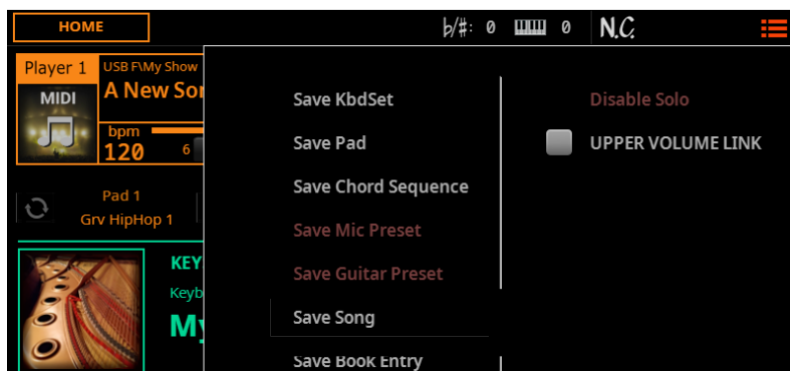 HOME
♭/#: 0
0
N.C.
Player 1
USB F\My Show
MIDI
A New Sor
bpm
120
6
Pad 1
Grv HipHop 1
KEY
Keyb
My
Save KbdSet
Save Pad
Save Chord Sequence
Save Mic Preset
Save Guitar Preset
Save Song
Save Book Entry
Disable Solo
UPPER VOLUME LINK